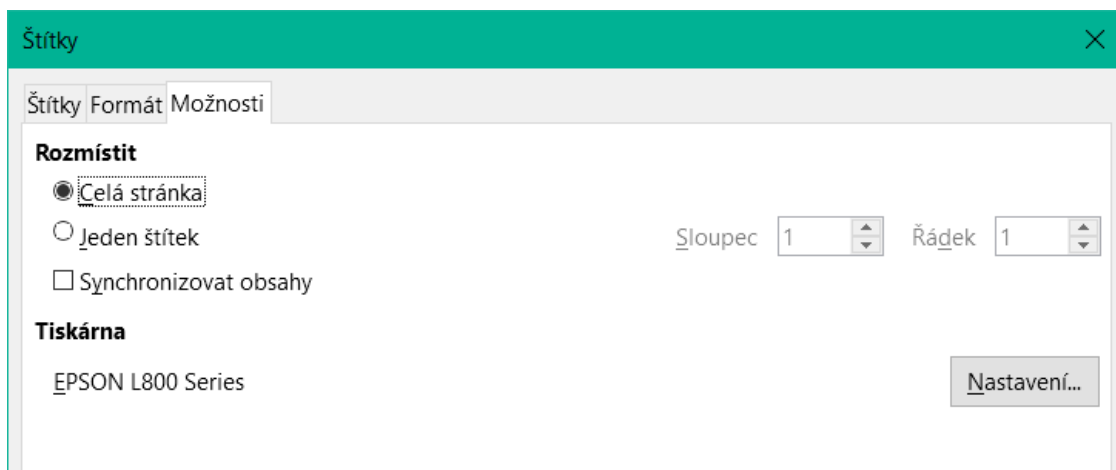 Štítky
Štítky Formát Možnosti
Rozmístit
Celá stránka
Jeden štítek Sloupec 1 Řádek 1
Synchronizovat obsahy
Tiskárna
EPSON L800 Series Nastavení...